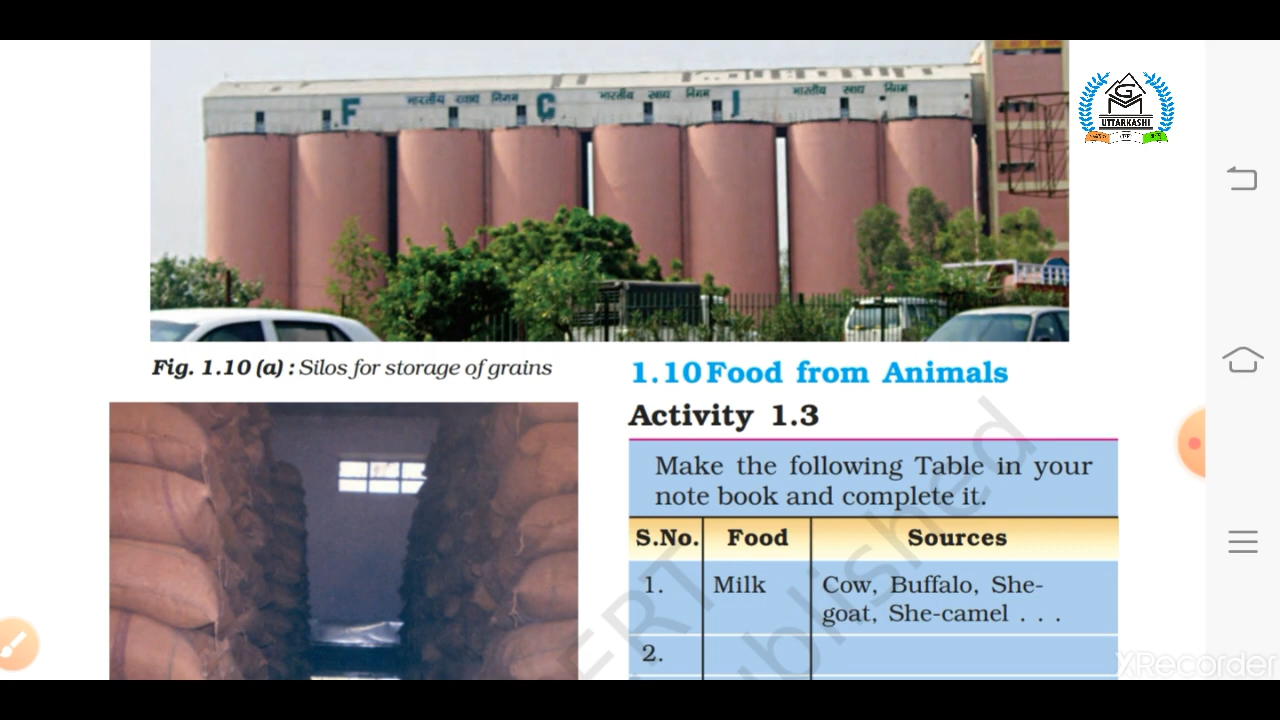 F भारतीय खाद्य निगम C भारतीय खाद्य निगम J भारतीय खाद्य निगम
G
UTTARKASHI
Fig. 1.10 (a) : Silos for storage of grains
1.10 Food from Animals
Activity 1.3
Make the following Table in your
note book and complete it.
S.No. Food Sources
1. Milk Cow, Buffalo, She-
goat, She-camel . . .
2.
XRecorder